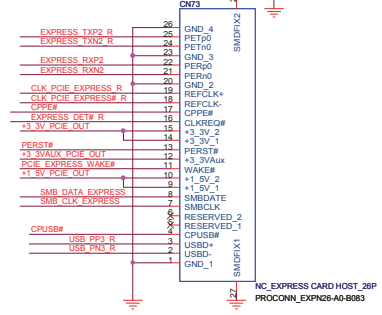 CN73
26 GND_4
EXPRESS_TXP2_R 25 PETp0
EXPRESS_TXN2_R 24 PETn0
23 GND_3
EXPRESS_RXP2 22 PERp0
EXPRESS_RXN2 21 PERn0
20 GND_2
CLK_PCIE_EXPRESS_R 19 REFCLK+
CLK_PCIE_EXPRESS#_R 18 REFCLK-
CPPE# 17 CPPE#
EXPRESS_DET#_R 16 CLKREQ#
+3_3V_PCIE_OUT 15 +3_3V_2
14 +3_3V_1
PERST# 13 PERST#
+3_3VAUX_PCIE_OUT 12 +3_3VAux
PCIE_EXPRESS_WAKE# 11 WAKE#
+1_5V_PCIE_OUT 10 +1_5V_2
9 +1_5V_1
SMB_DATA_EXPRESS 8 SMBDATE
SMB_CLK_EXPRESS 7 SMBCLK
6 RESERVED_2
5 RESERVED_1
CPUSB# 4 CPUSB#
USB_PP3_R 3 USBD+
USB_PN3_R 2 USBD-
1 GND_1
SMDFIX2
SMDFIX1
27
NC_EXPRESS CARD HOST_26P
PROCONN_EXPN26-A0-B083